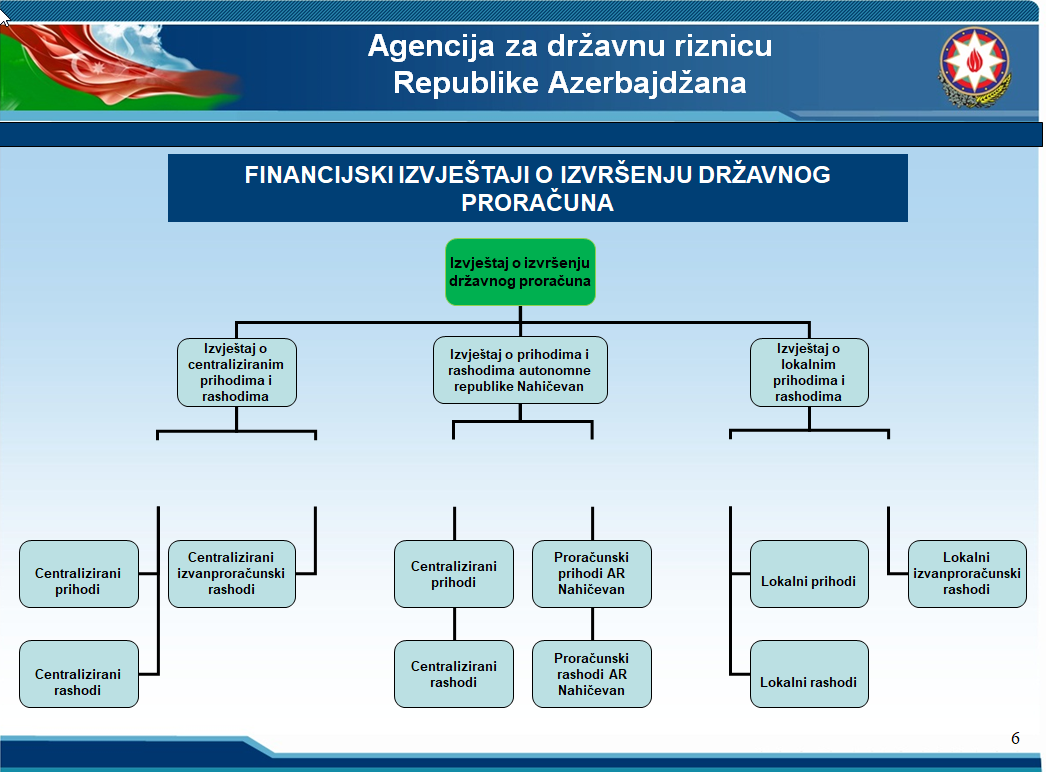 Agencija za državnu riznicu
Republike Azerbajdžana
FINANCIJSKI IZVJEŠTAJI O IZVRŠENJU DRŽAVNOG
PRORAČUNA
Izvještaj o izvršenju
državnog proračuna
Izvještaj o
centraliziranim
prihodima i
rashodima
Izvještaj o prihodima i
rashodima autonomne
republike Nahičevan
Izvještaj o
lokalnim
prihodima i
rashodima
Centralizirani
prihodi
Centralizirani
izvanproračunski
rashodi
Centralizirani
prihodi
Proračunski
prihodi AR
Nahičevan
Lokalni prihodi
Lokalni
izvanproračunski
rashodi
Centralizirani
rashodi
Centralizirani
rashodi
Proračunski
rashodi AR
Nahičevan
Lokalni rashodi
6